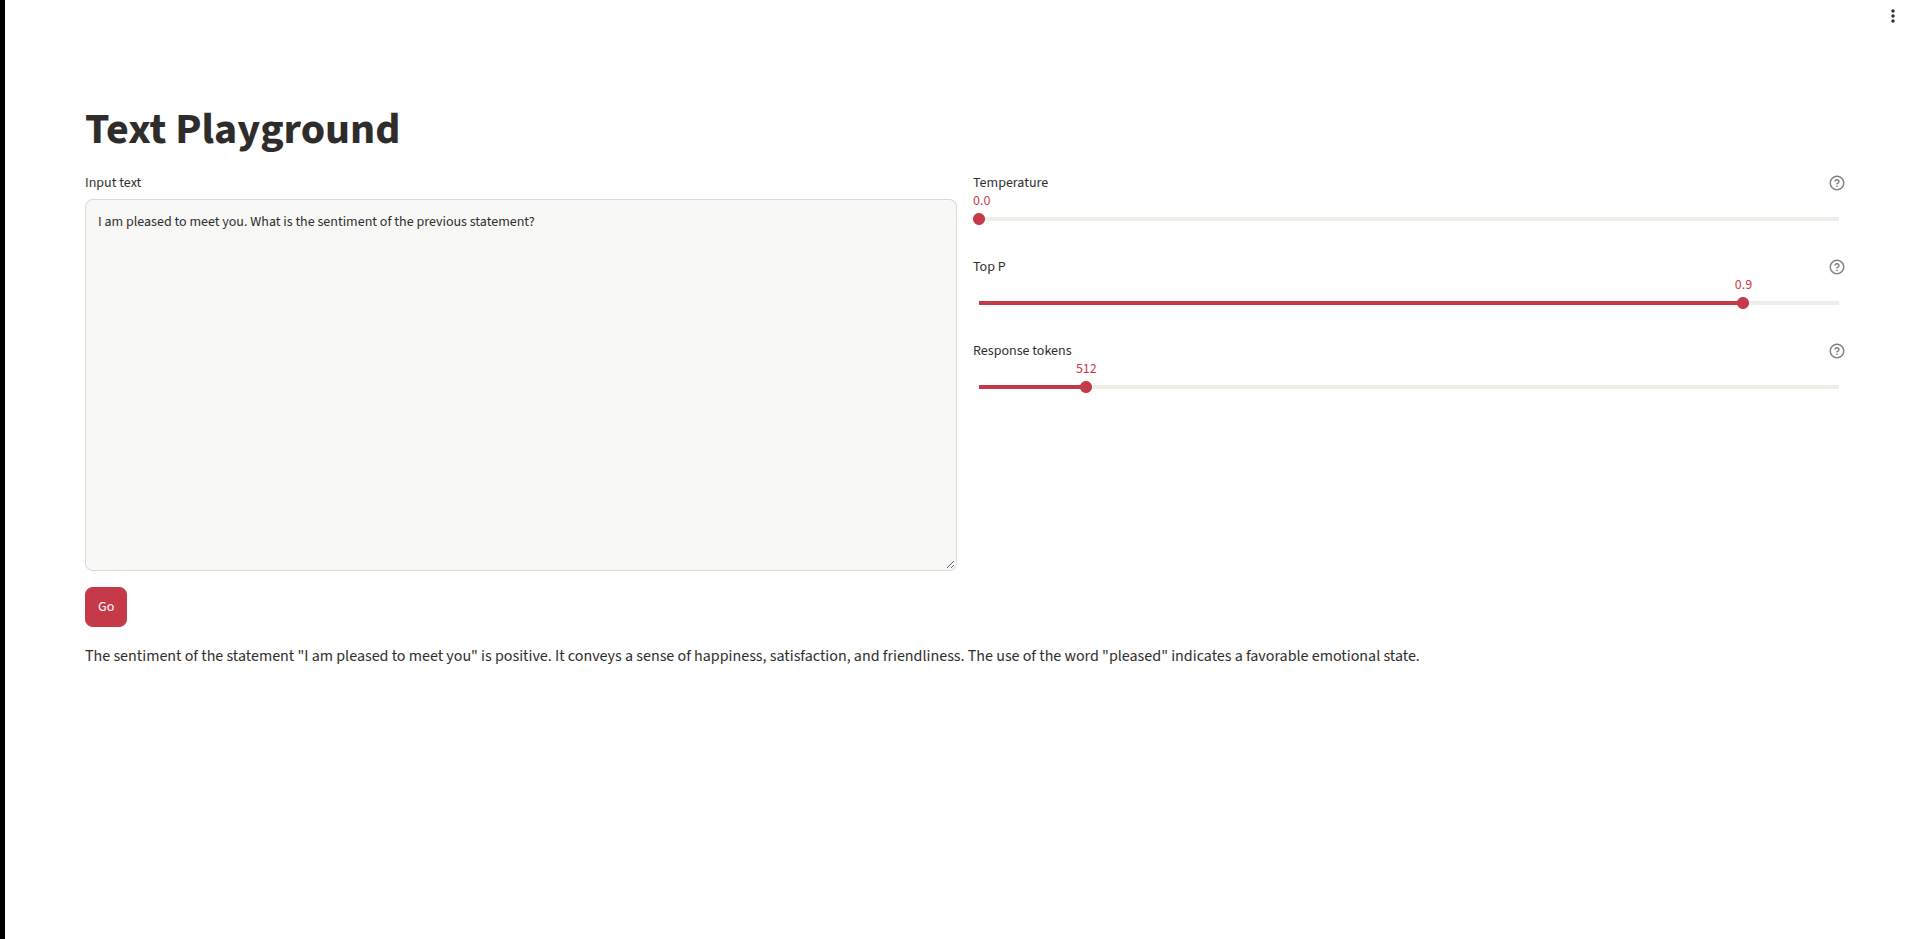 Text Playground
Input text
I am pleased to meet you. What is the sentiment of the previous statement?
Go
Temperature
0.0
Top P
0.9
Response tokens
512
The sentiment of the statement "I am pleased to meet you" is positive. It conveys a sense of happiness, satisfaction, and friendliness. The use of the word "pleased" indicates a favorable emotional state.